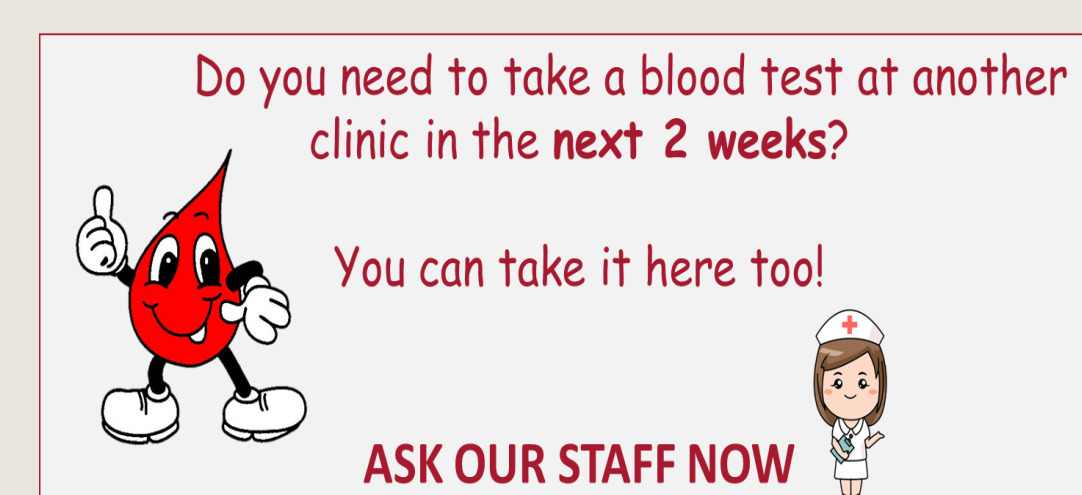 Do you need to take a blood test at another
clinic in the next 2 weeks?
You can take it here too!
ASK OUR STAFF NOW